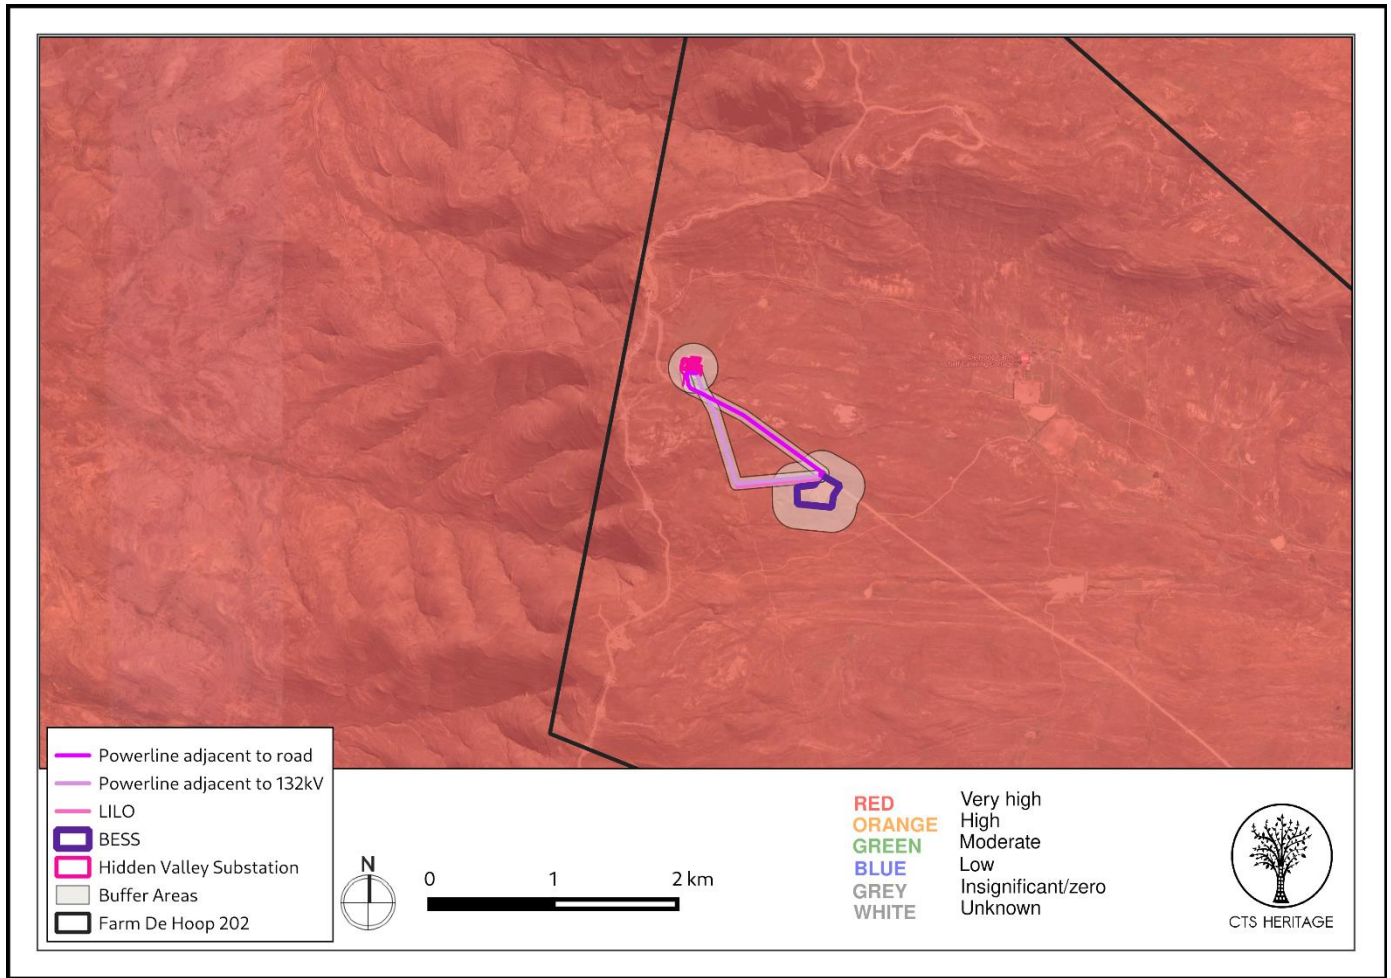 Powerline adjacent to road
Powerline adjacent to 132kV
LILO
BESS
Hidden Valley Substation
Buffer Areas
Farm De Hoop 202
N
0 1 2 km
RED Very high
ORANGE High
GREEN Moderate
BLUE Low
GREY Insignificant/zero
WHITE Unknown
CTS HERITAGE